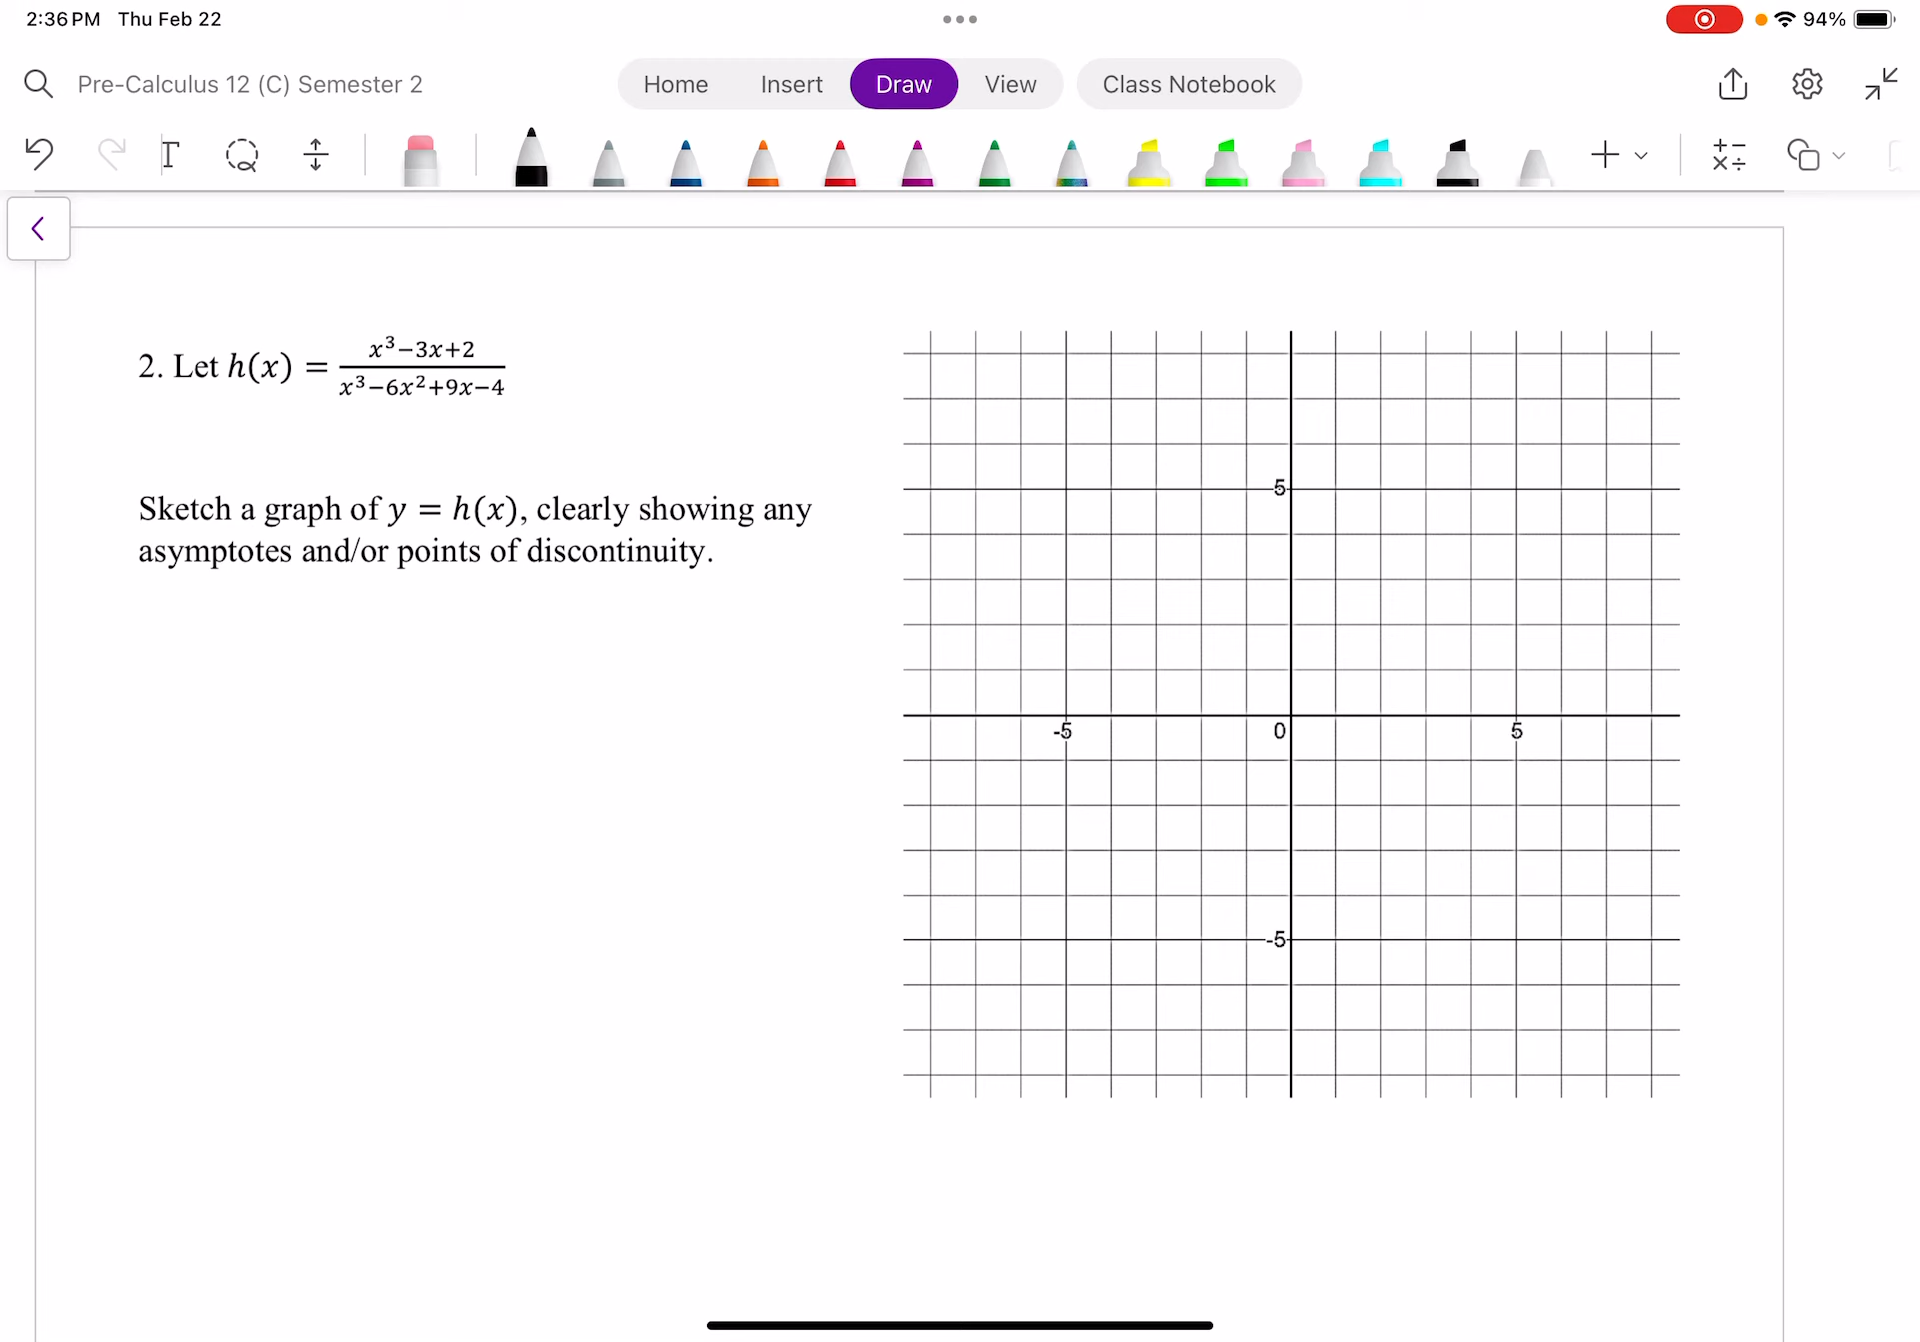 2:36 PM Thu Feb 22
94%
Pre-Calculus 12 (C) Semester 2
Home Insert Draw View Class Notebook
2. Let h(x) = (x³−3x+2)/(x³−6x²+9x−4)
Sketch a graph of y = h(x), clearly showing any
asymptotes and/or points of discontinuity.
5
-5 0 5
-5